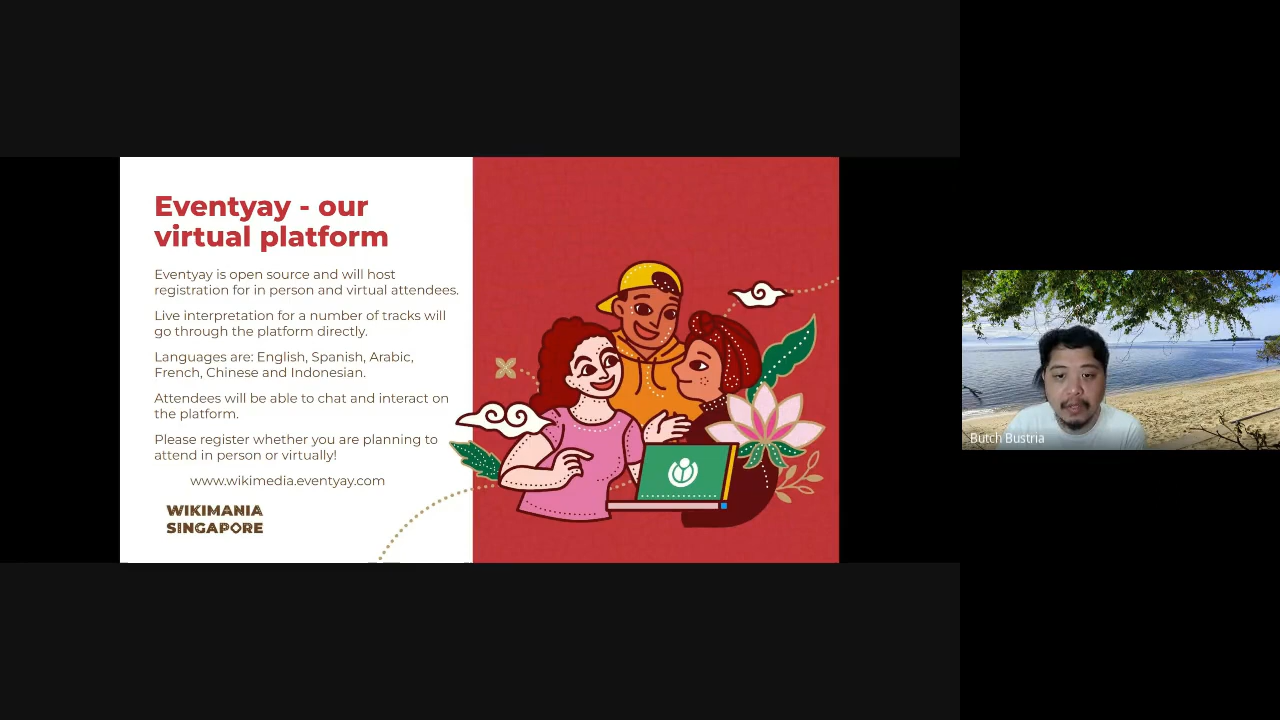 Eventyay - our
virtual platform
Eventyay is open source and will host
registration for in person and virtual attendees.
Live interpretation for a number of tracks will
go through the platform directly.
Languages are: English, Spanish, Arabic,
French, Chinese and Indonesian.
Attendees will be able to chat and interact on
the platform.
Please register whether you are planning to
attend in person or virtually!
www.wikimedia.eventyay.com
WIKIMANIA
SINGAPORE
Butch Bustria